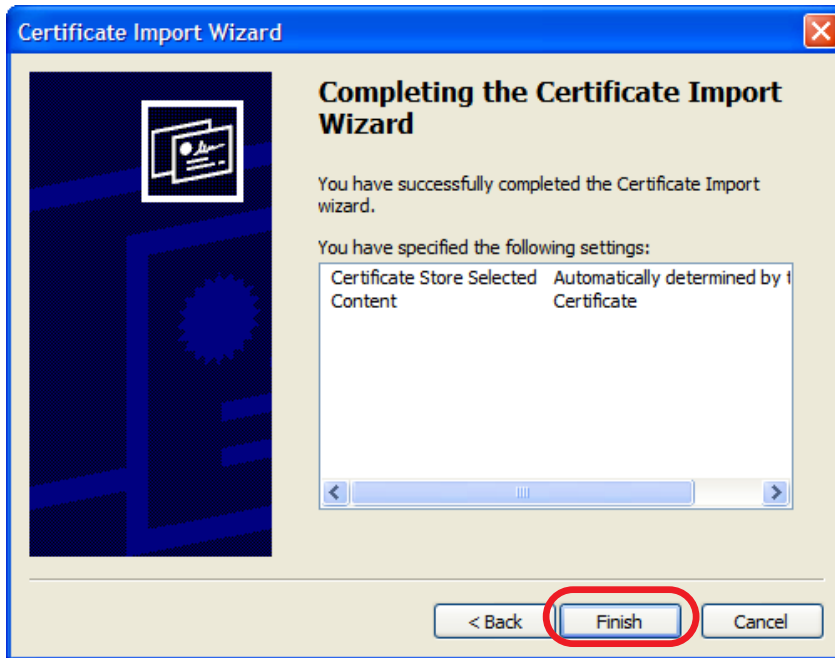 Certificate Import Wizard
Completing the Certificate Import
Wizard
You have successfully completed the Certificate Import
wizard.
You have specified the following settings:
Certificate Store Selected Automatically determined by t
Content Certificate
< Back Finish Cancel